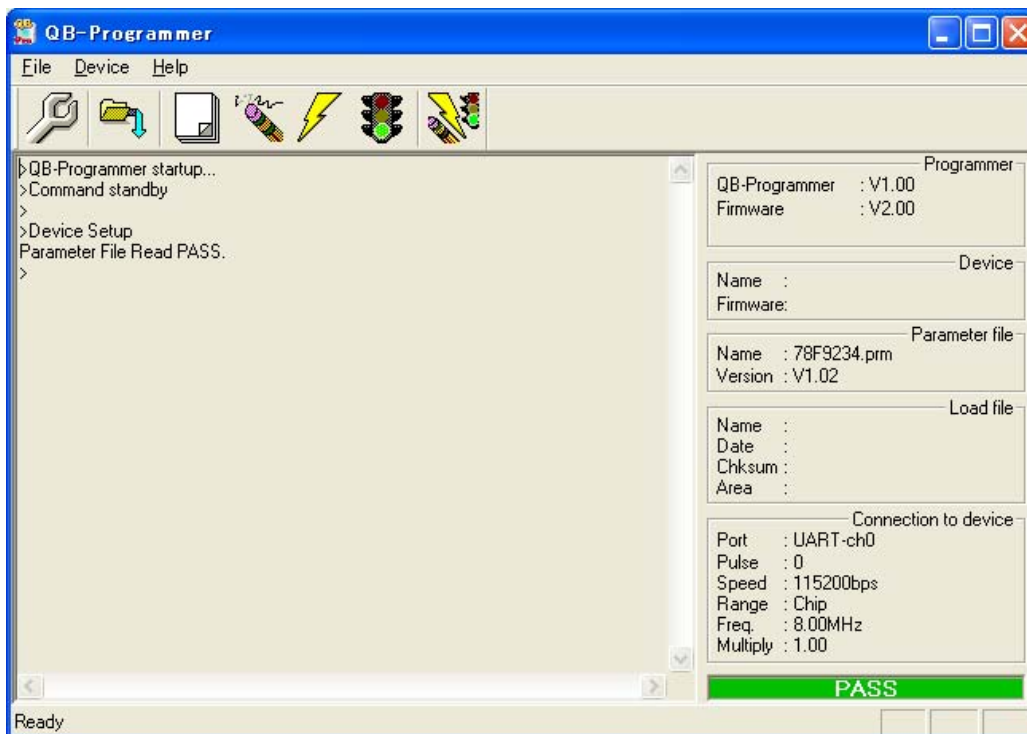 QB-Programmer
File Device Help
>QB-Programmer startup...
>Command standby
>
>Device Setup
Parameter File Read PASS.
>
Programmer
QB-Programmer : V1.00
Firmware : V2.00
Device
Name :
Firmware:
Parameter file
Name : 78F9234.prm
Version : V1.02
Load file
Name :
Date :
Chksum :
Area :
Connection to device
Port : UART-ch0
Pulse : 0
Speed : 115200bps
Range : Chip
Freq. : 8.00MHz
Multiply : 1.00
PASS
Ready